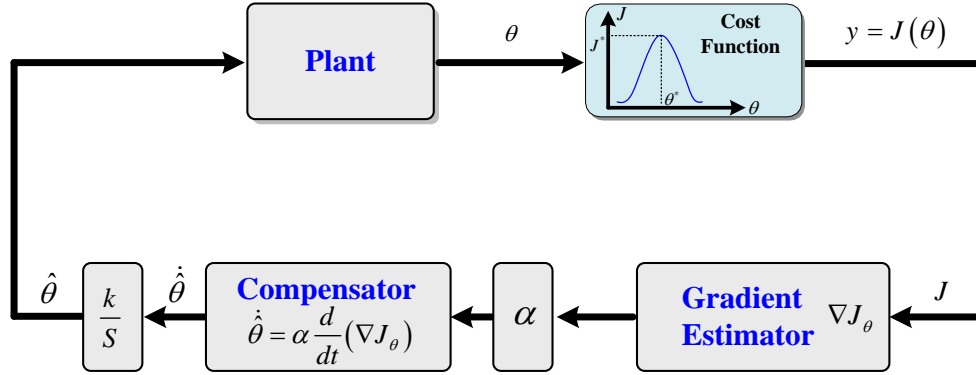 Plant
θ
J
J*
θ*
θ
Cost
Function
y = J(θ)
θ̂
k
S
θ̂̇
Compensator
θ̂̇ = α d/dt (∇J_θ)
α
Gradient
Estimator
∇J_θ
J